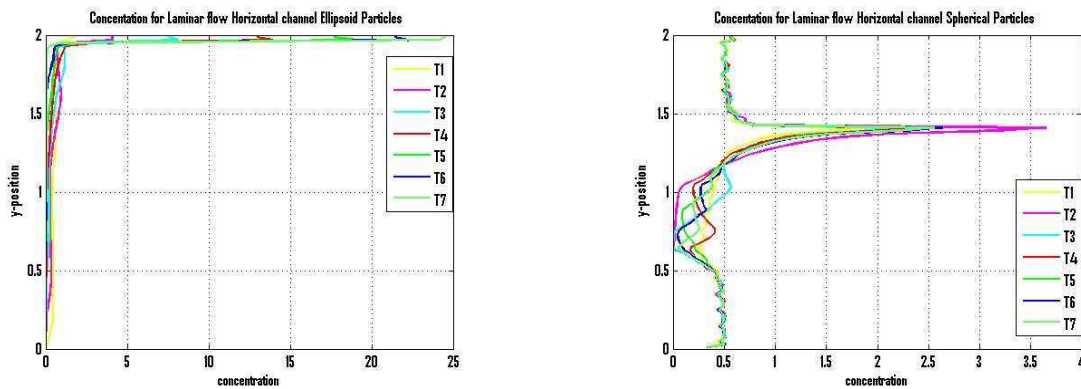 Concentation for Laminar flow Horizontal channel Ellipsoid Particles
2
1.5
1
0.5
0
y-position
0 5 10 15 20 25
concentration
T1
T2
T3
T4
T5
T6
T7
Concentation for Laminar flow Horizontal channel Spherical Particles
2
1.5
1
0.5
0
y-position
0 0.5 1 1.5 2 2.5 3 3.5 4
concentration
T1
T2
T3
T4
T5
T6
T7